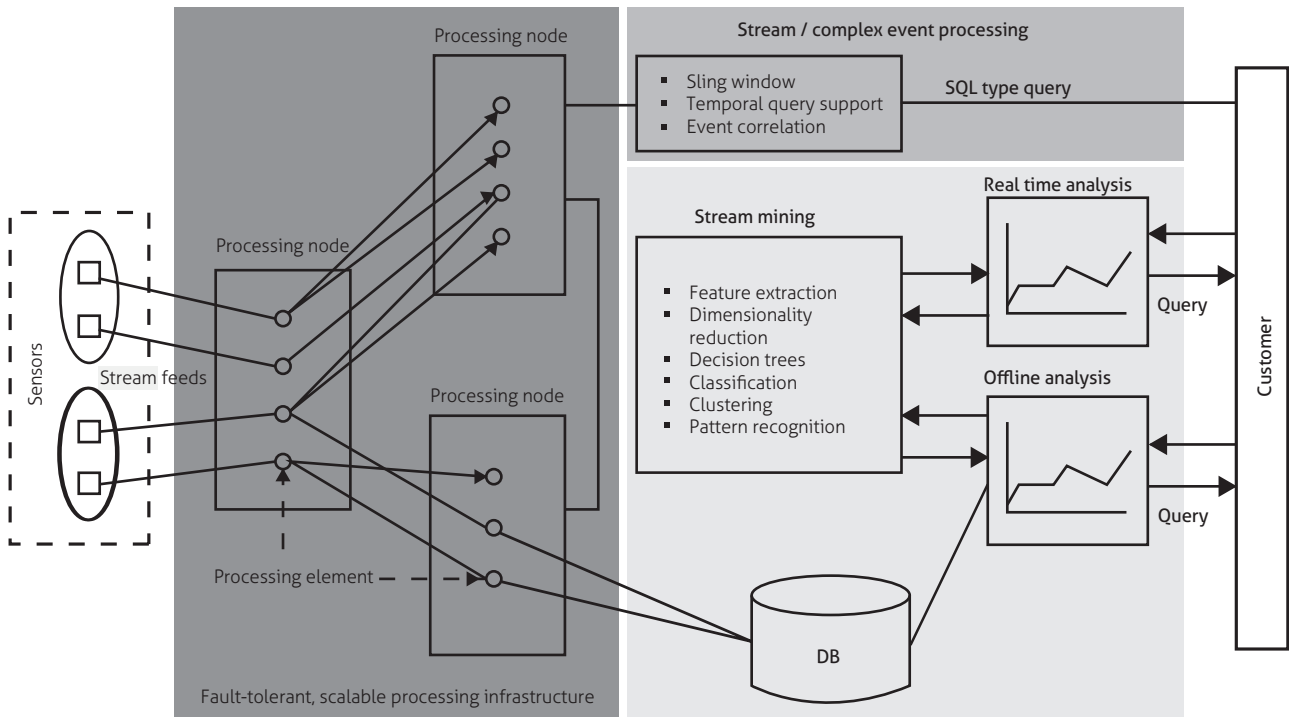 Processing node
Stream / complex event processing
Sling window
Temporal query support
Event correlation
SQL type query
Real time analysis
Stream mining
Processing node
Sensors
Stream feeds
Feature extraction
Dimensionality
reduction
Decision trees
Classification
Clustering
Pattern recognition
Query
Customer
Offline analysis
Processing node
Query
Processing element
DB
Fault-tolerant, scalable processing infrastructure